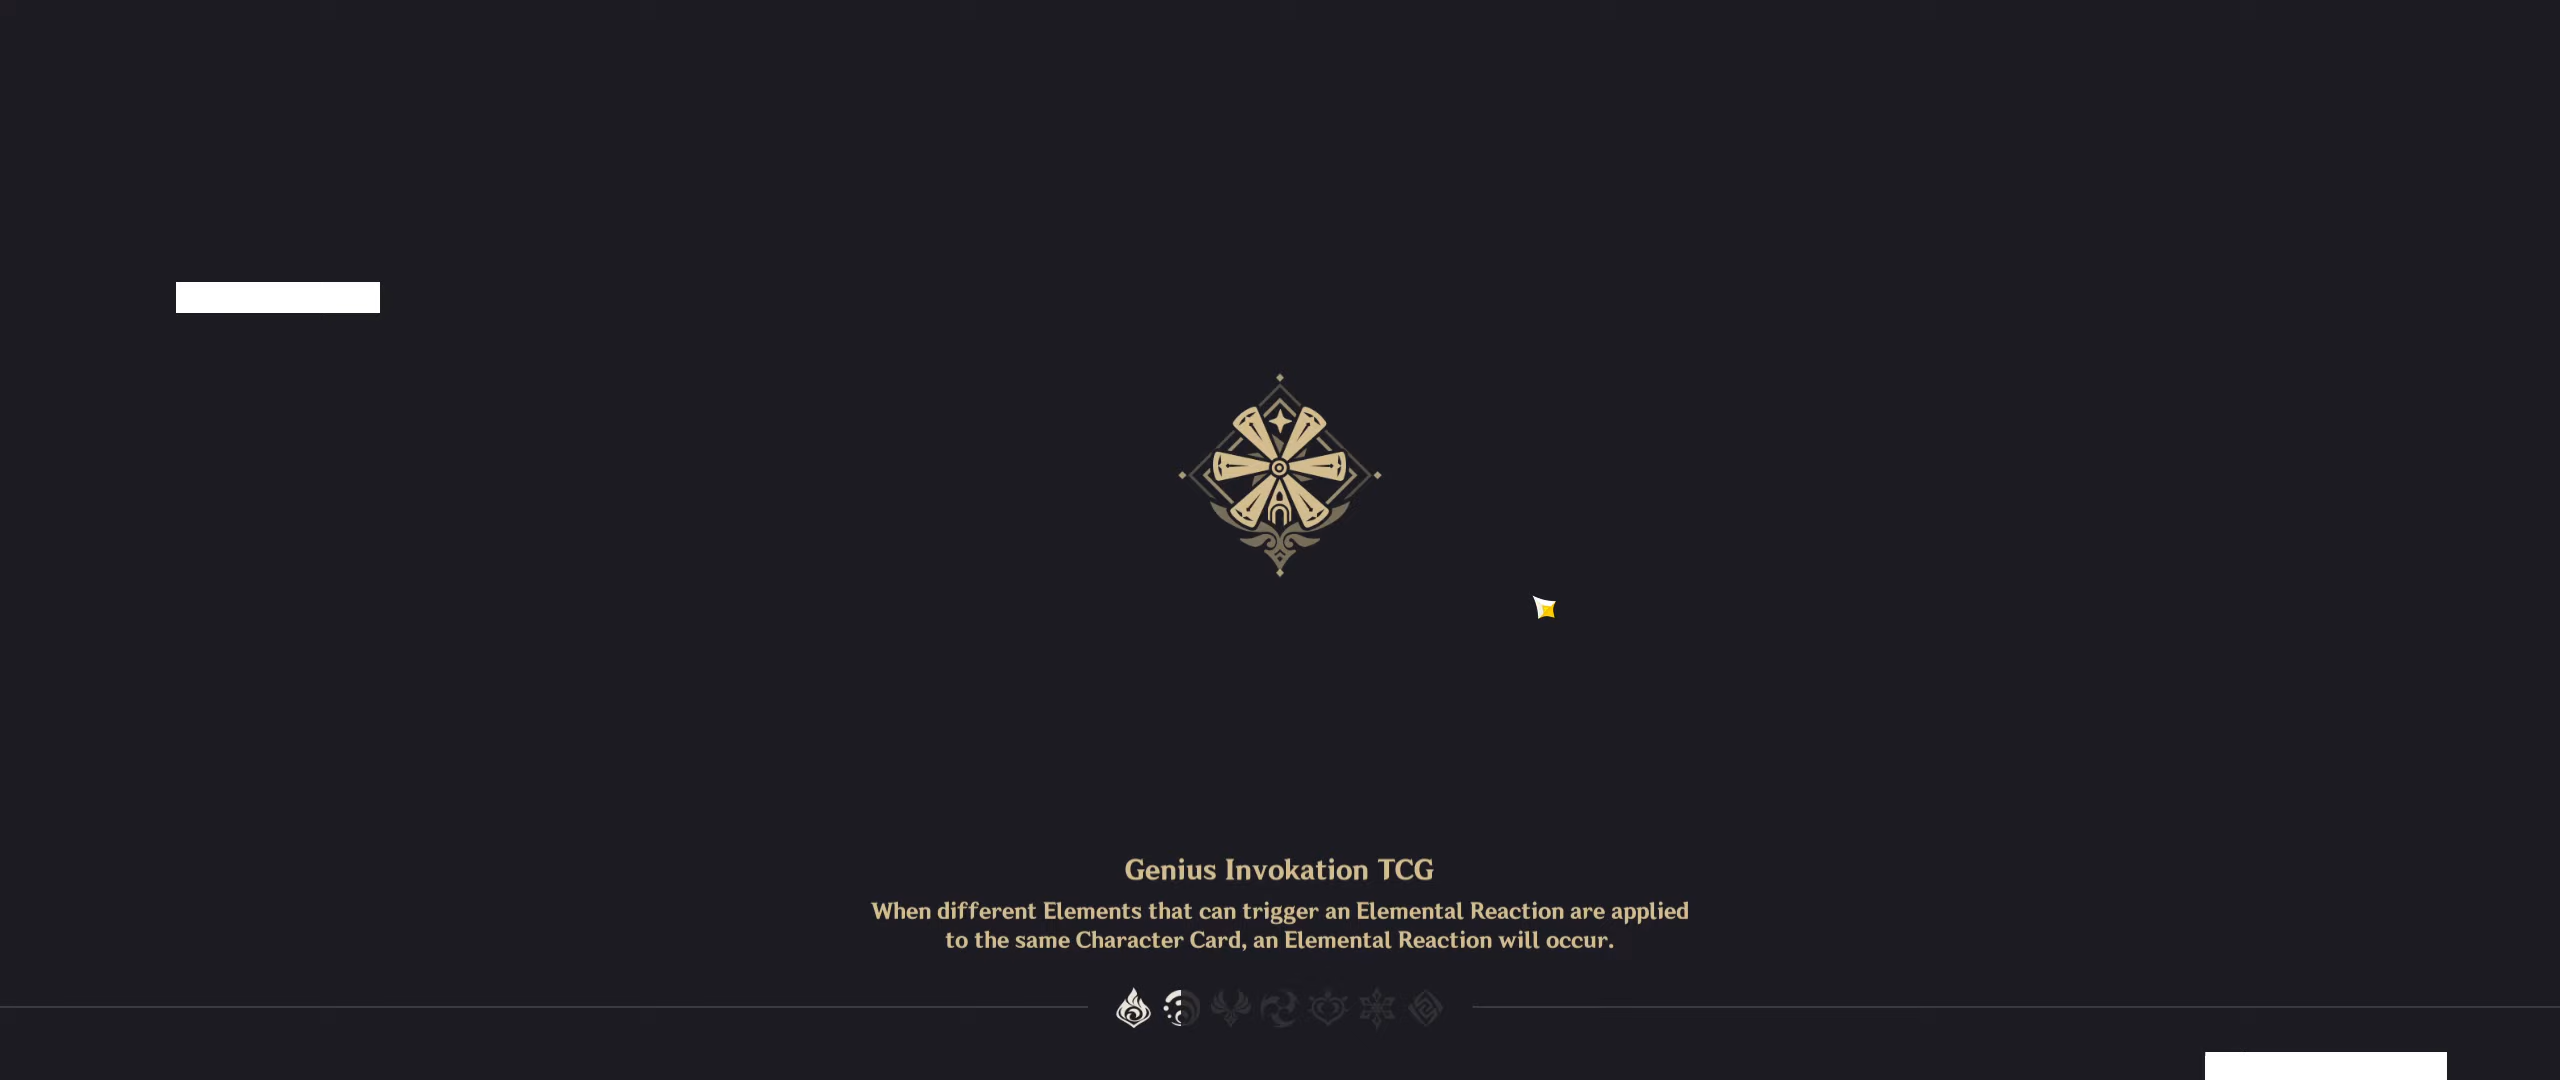 Genius Invokation TCG
When different Elements that can trigger an Elemental Reaction are applied
to the same Character Card, an Elemental Reaction will occur.